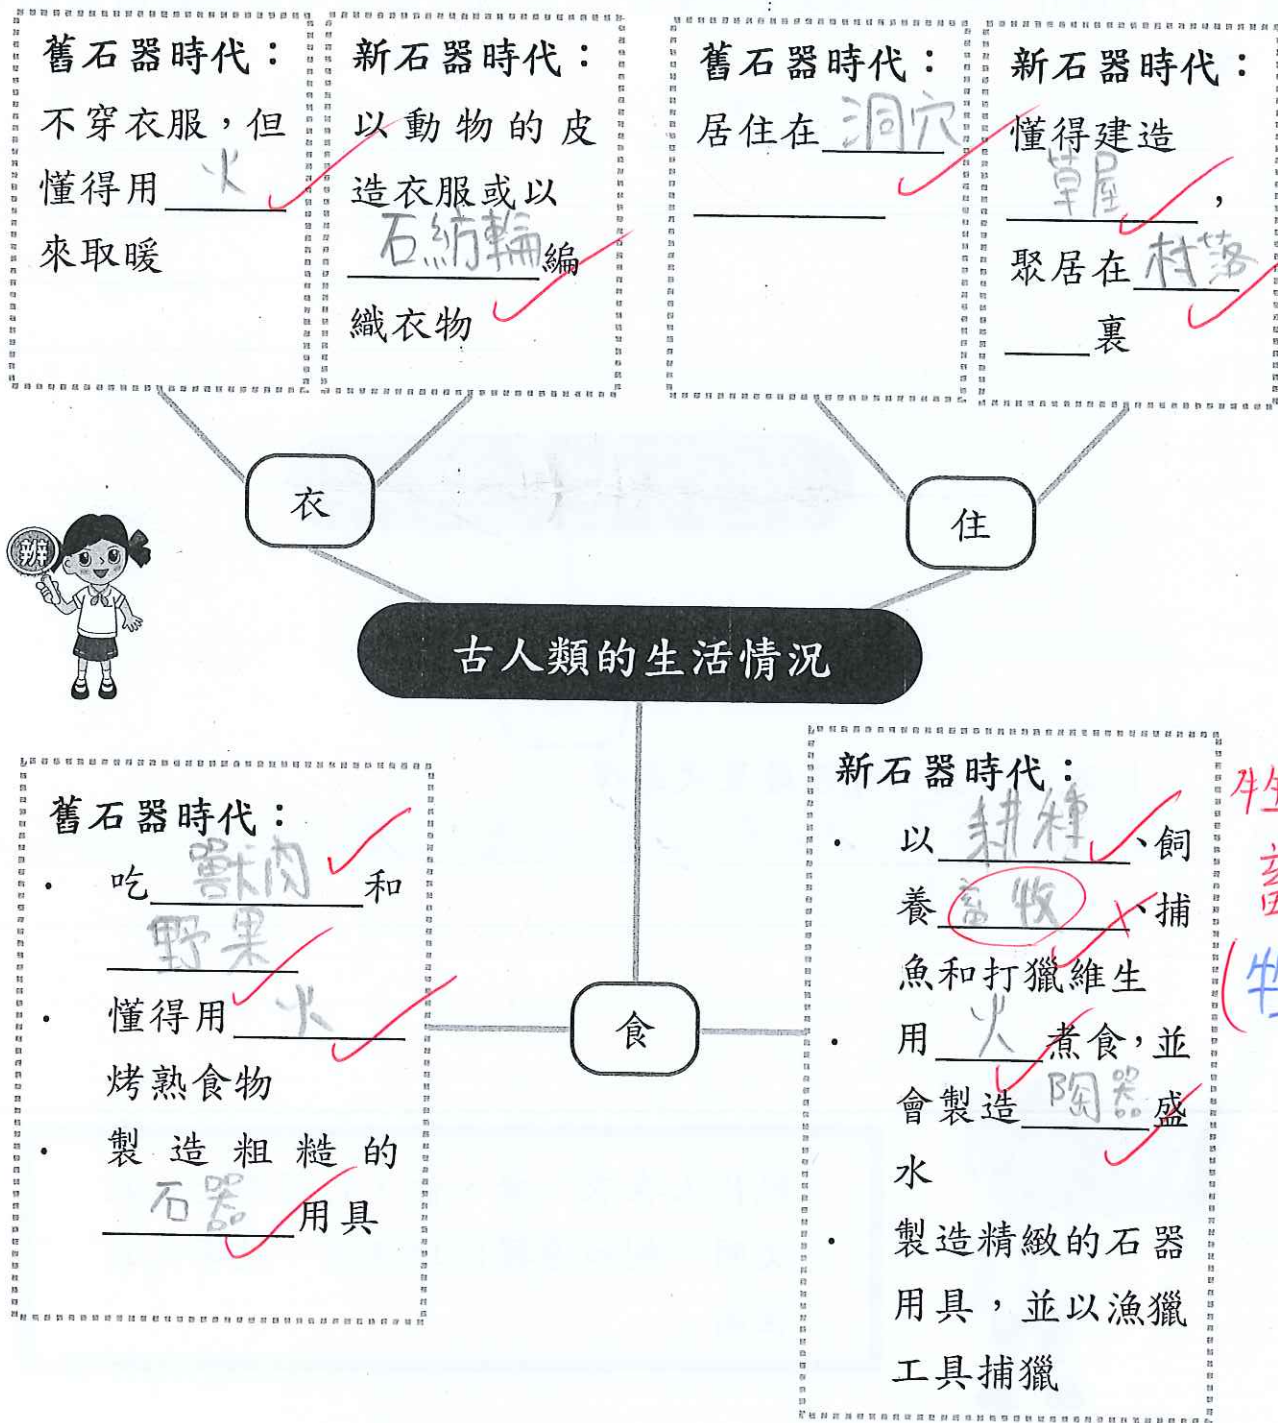 舊石器時代：
不穿衣服，但
懂得用火
來取暖
新石器時代：
以動物的皮
造衣服或以
石紡輪編
織衣物
舊石器時代：
居住在洞穴
新石器時代：
懂得建造
草屋，
聚居在村落
裏
衣
住
辨
古人類的生活情況
舊石器時代：
· 吃獸肉和
野果
· 懂得用火
烤熟食物
· 製造粗糙的
石器用具
食
新石器時代：
· 以耕種、飼
養畜牧、捕
魚和打獵維生
· 用火煮食，並
會製造陶器盛
水
· 製造精緻的石器
用具，並以漁獵
工具捕獵
牲
畜